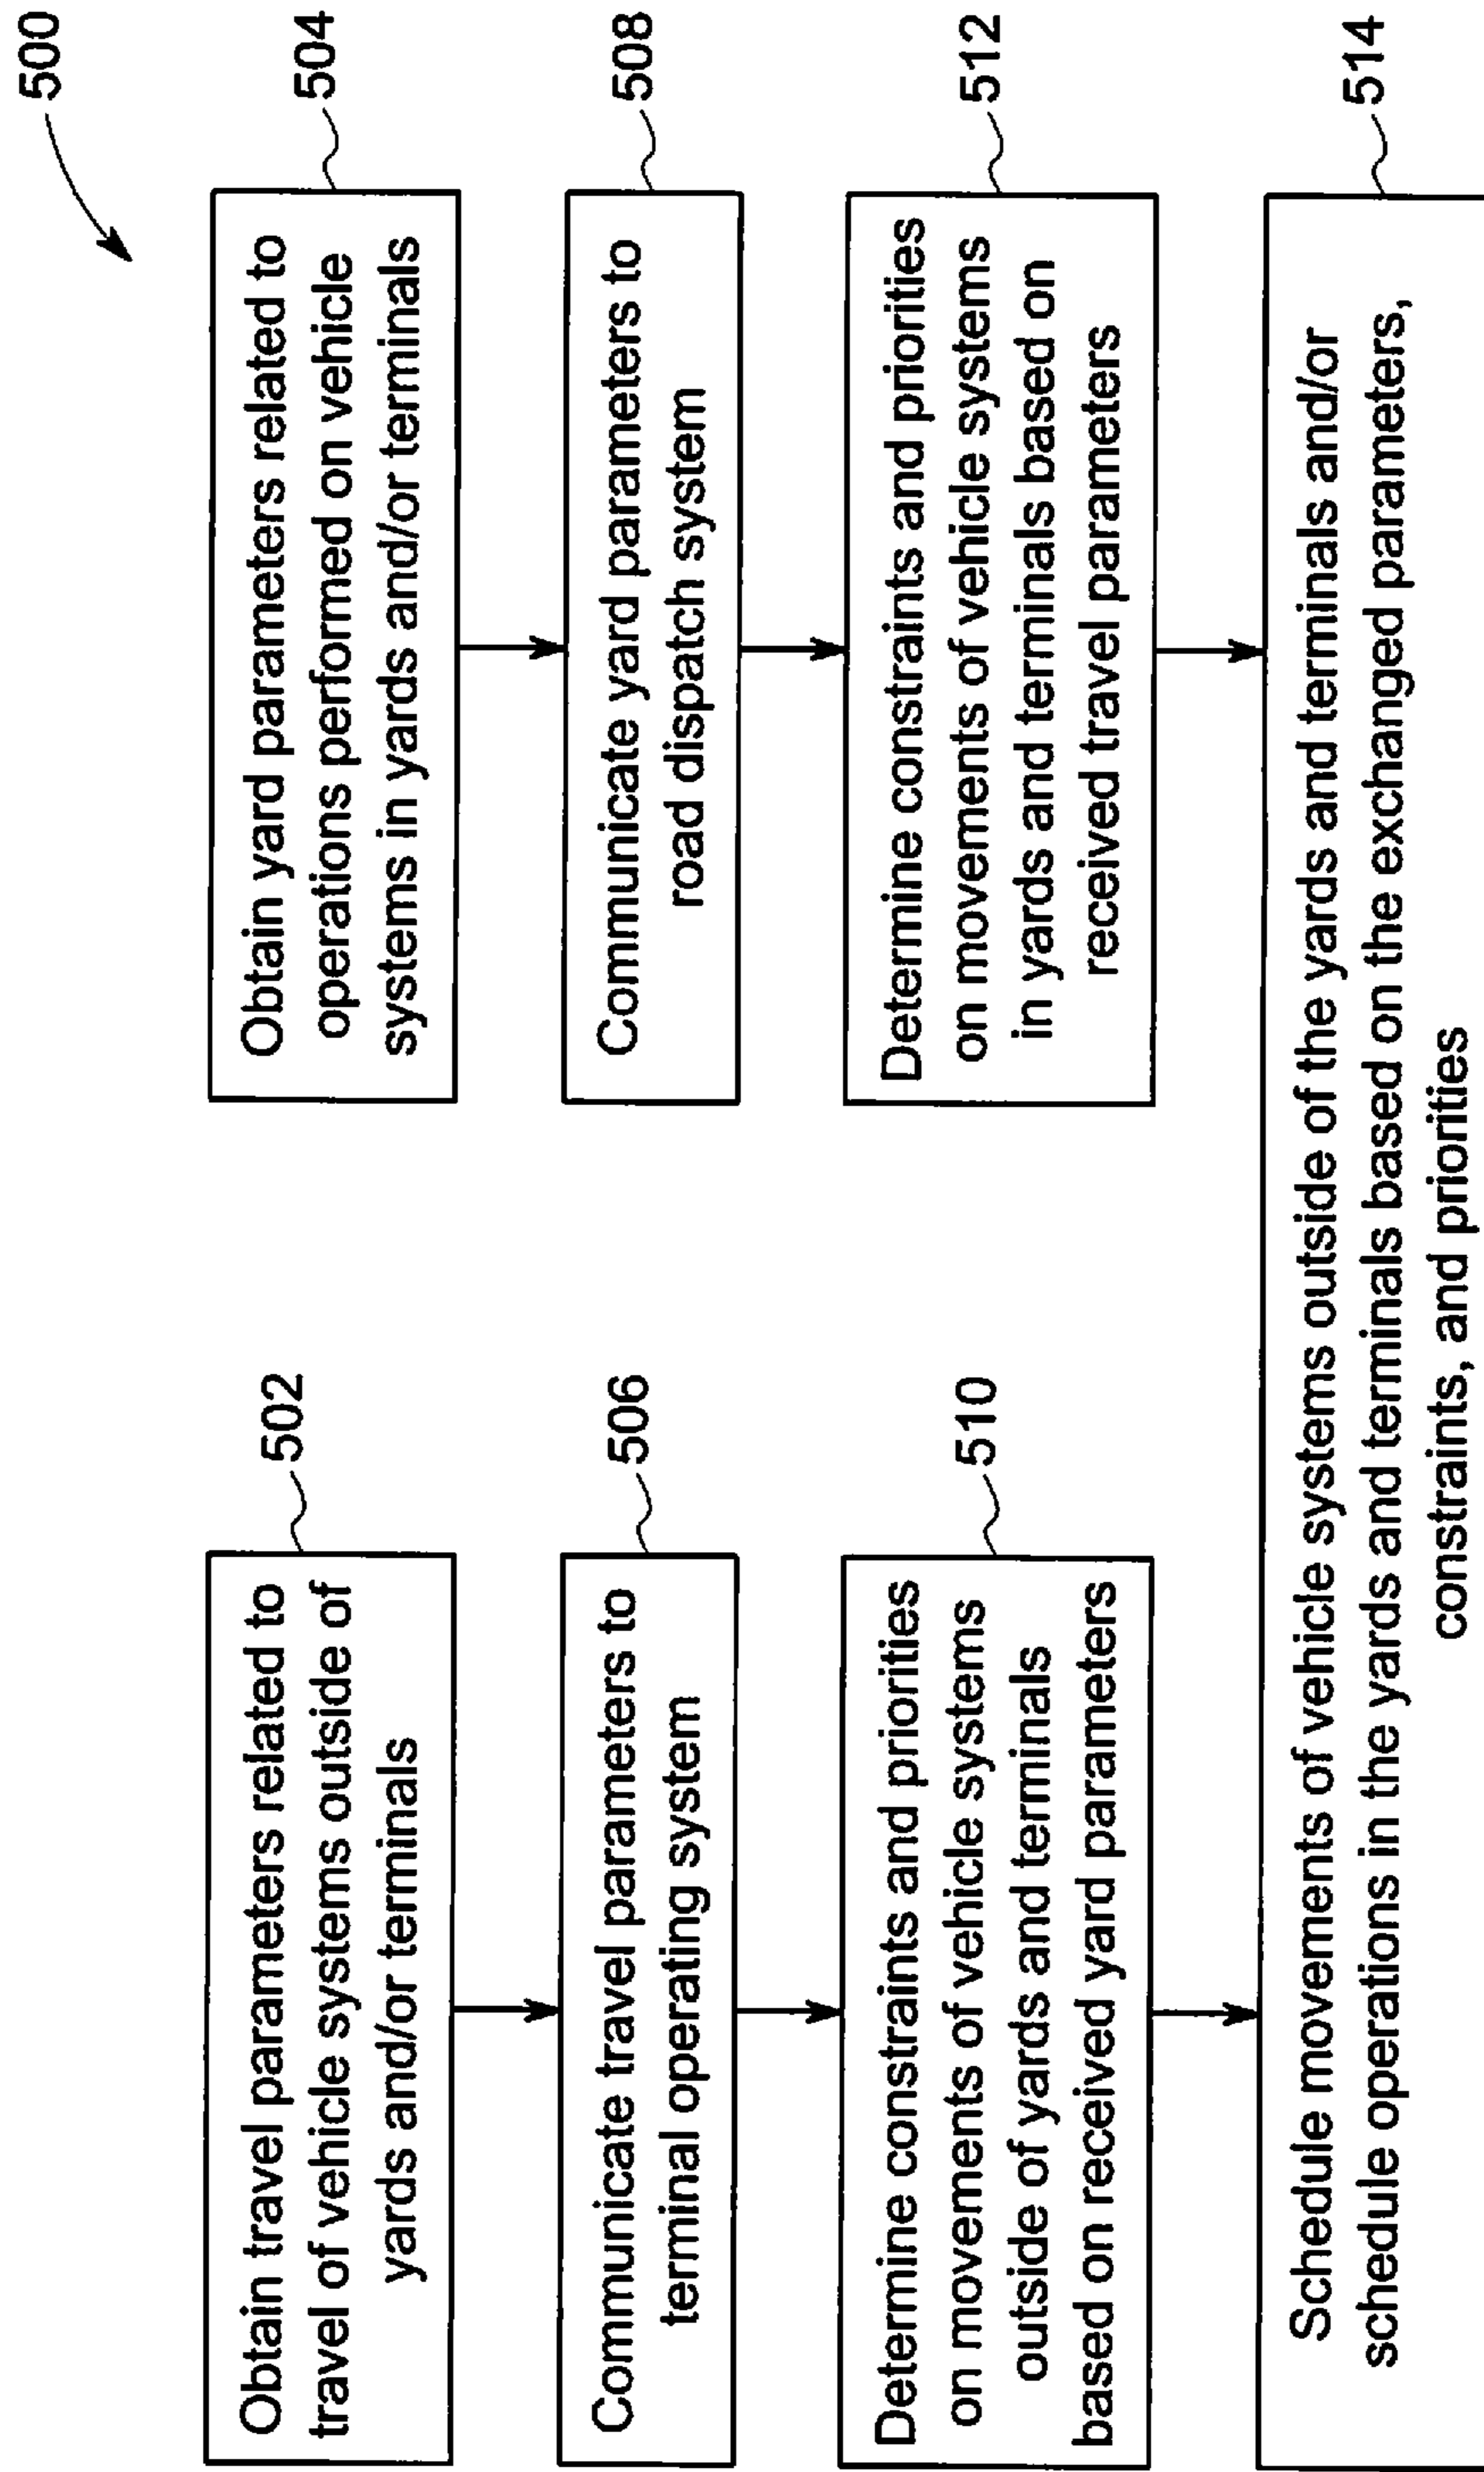 500
502
Obtain travel parameters related to
travel of vehicle systems outside of
yards and/or terminals
504
Obtain yard parameters related to
operations performed on vehicle
systems in yards and/or terminals
506
Communicate travel parameters to
terminal operating system
508
Communicate yard parameters to
road dispatch system
510
Determine constraints and priorities
on movements of vehicle systems
outside of yards and terminals
based on received yard parameters
512
Determine constraints and priorities
on movements of vehicle systems
in yards and terminals based on
received travel parameters
514
Schedule movements of vehicle systems outside of the yards and terminals and/or
schedule operations in the yards and terminals based on the exchanged parameters,
constraints, and priorities